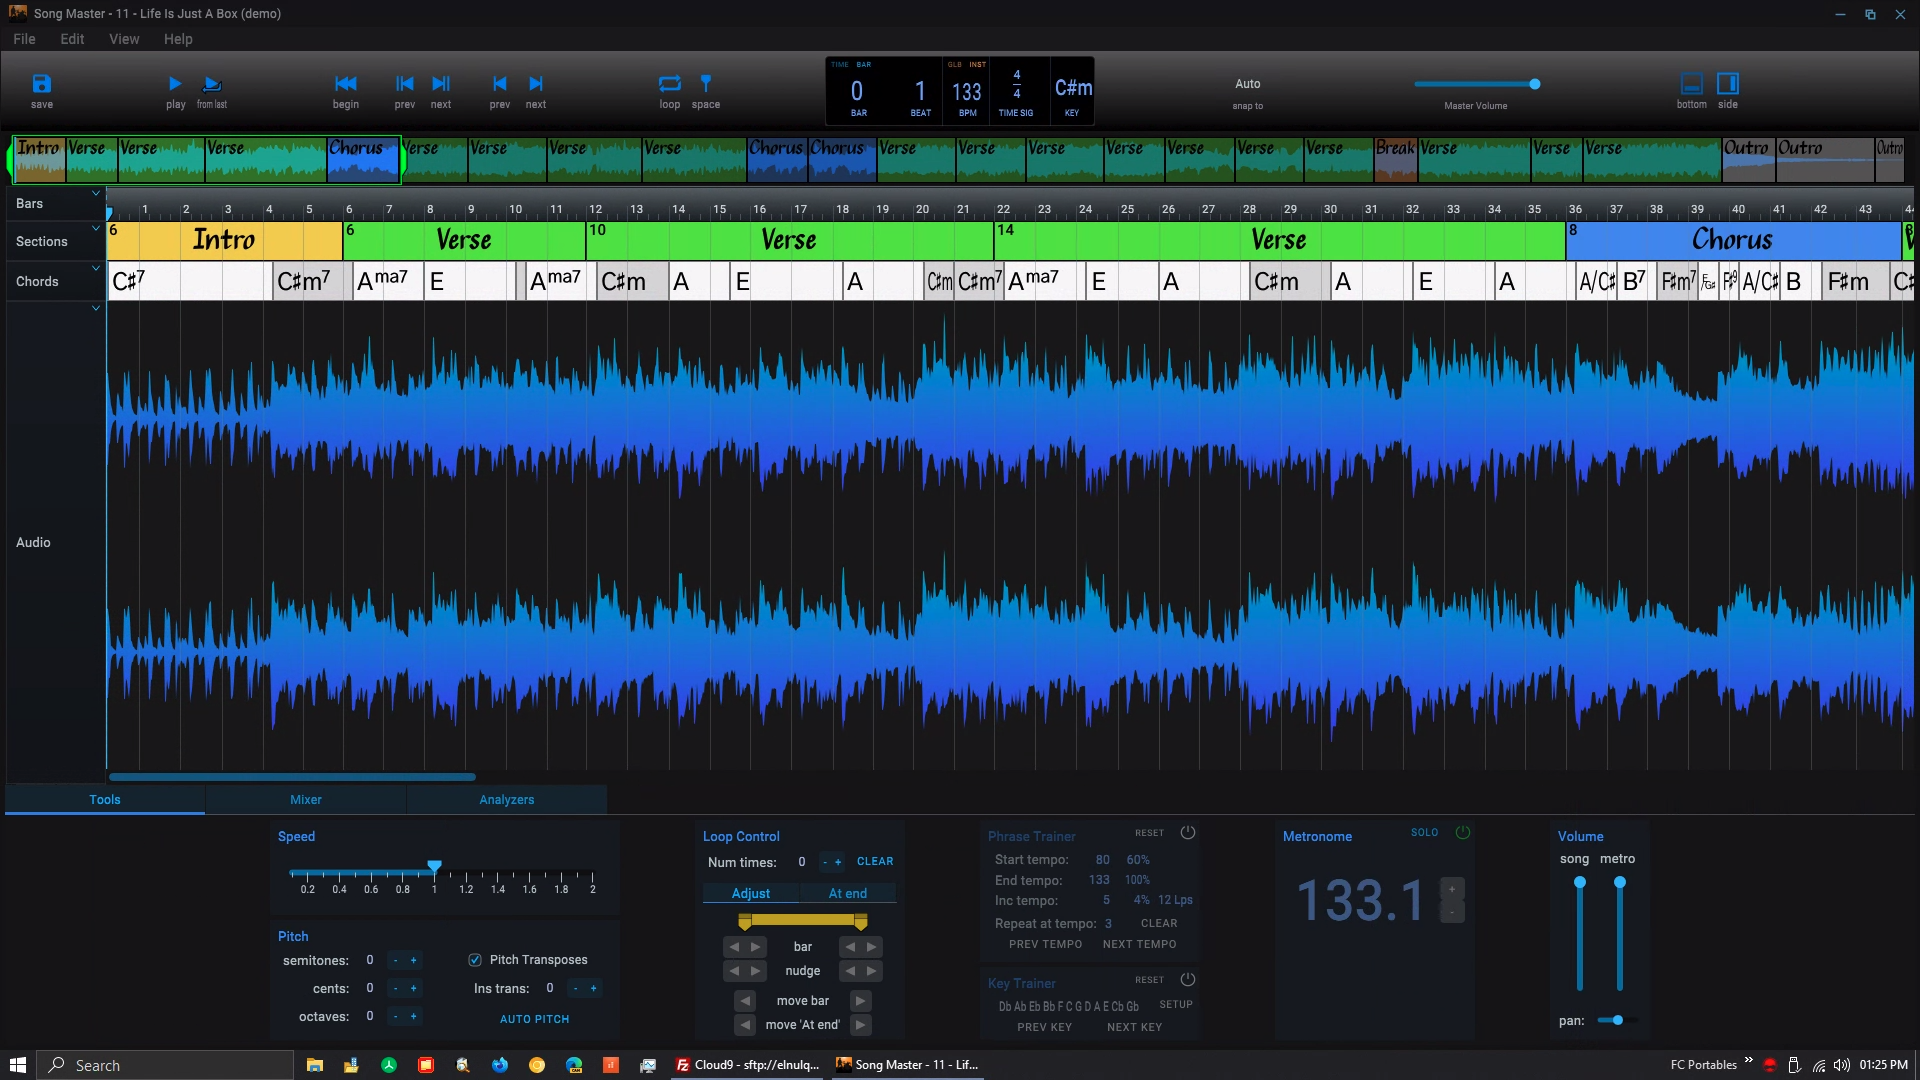 Song Master - 11 - Life Is Just A Box (demo)
File Edit View Help
save play from last begin prev next prev next loop space
TIME BAR GLB INST
0 1 133 4/4 C#m
BAR BEAT BPM TIME SIG KEY
Auto
snap to
Master Volume
bottom side
Intro Verse Verse Verse Chorus Verse Verse Verse Verse Chorus Chorus Verse Verse Verse Verse Verse Verse Verse Break Verse Verse Verse Outro Outro Outro
Bars
1 2 3 4 5 6 7 8 9 10 11 12 13 14 15 16 17 18 19 20 21 22 23 24 25 26 27 28 29 30 31 32 33 34 35 36 37 38 39 40 41 42 43 44
Sections
6 Intro 6 Verse 10 Verse 14 Verse 8 Chorus
Chords
C♯7 C♯m7 Ama7 E Ama7 C♯m A E A C♯m C♯m7 Ama7 E A C♯m A E A A/C♯ B7 F♯m7 A/C♯ B F♯m C♯
Audio
Tools Mixer Analyzers
Speed
0.2 0.4 0.6 0.8 1 1.2 1.4 1.6 1.8 2
Pitch
semitones: 0 - +
cents: 0 - +
octaves: 0 - +
Pitch Transposes
Ins trans: 0 - +
AUTO PITCH
Loop Control
Num times: 0 - + CLEAR
Adjust At end
bar
nudge
move bar
move 'At end'
Phrase Trainer RESET
Start tempo: 80 60%
End tempo: 133 100%
Inc tempo: 5 4% 12 Lps
Repeat at tempo: 3 CLEAR
PREV TEMPO NEXT TEMPO
Key Trainer RESET
Db Ab Eb Bb F C G D A E Cb Gb SETUP
PREV KEY NEXT KEY
Metronome SOLO
133.1 + -
Volume
song metro
pan:
Search
Cloud9 - sftp://elnulq...
Song Master - 11 - Lif...
FC Portables
01:25 PM